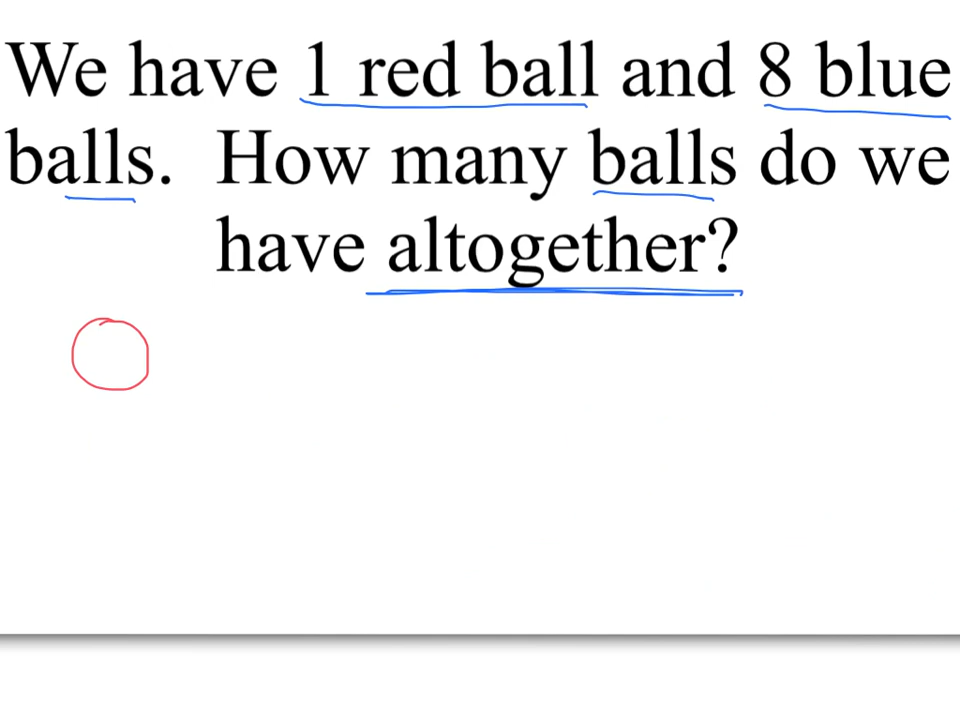 We have 1 red ball and 8 blue
balls.  How many balls do we
have altogether?